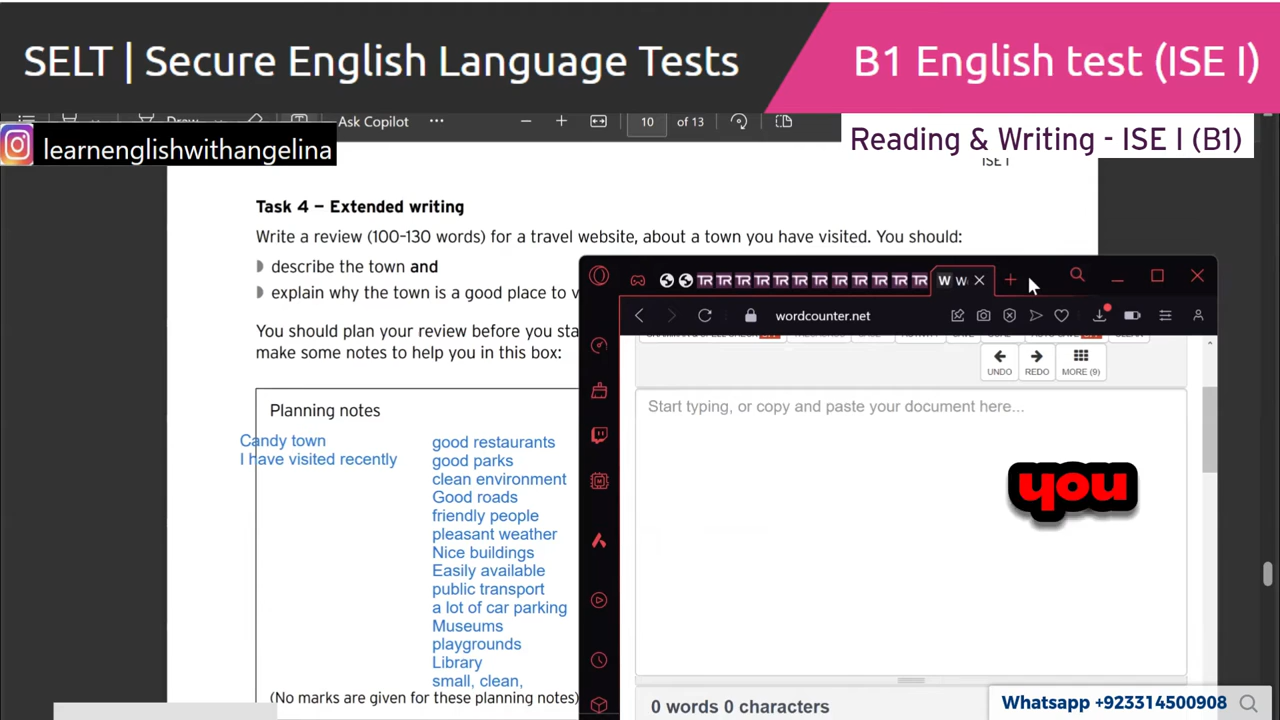 SELT | Secure English Language Tests
B1 English test (ISE I)
Draw
Ask Copilot
10 of 13
learnenglishwithangelina
Reading & Writing - ISE I (B1)
ISE I
Task 4 – Extended writing
Write a review (100–130 words) for a travel website, about a town you have visited. You should:
describe the town and
explain why the town is a good place to v
You should plan your review before you sta
make some notes to help you in this box:
Planning notes
Candy town
I have visited recently
good restaurants
good parks
clean environment
Good roads
friendly people
pleasant weather
Nice buildings
Easily available
public transport
a lot of car parking
Museums
playgrounds
Library
small, clean,
(No marks are given for these planning notes)
wordcounter.net
UNDO
REDO
MORE (9)
Start typing, or copy and paste your document here...
you
0 words 0 characters
Whatsapp +923314500908